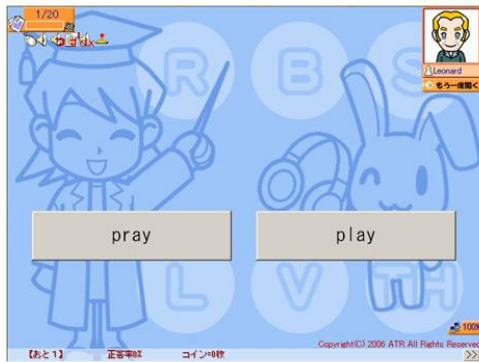 1/20
Leonard
もう一度聞く
R B S
pray play
L V TH
100%
Copyright(C) 2006 ATR All Rights Reserved
【あと1】 正答率0% コイン=0枚 >>